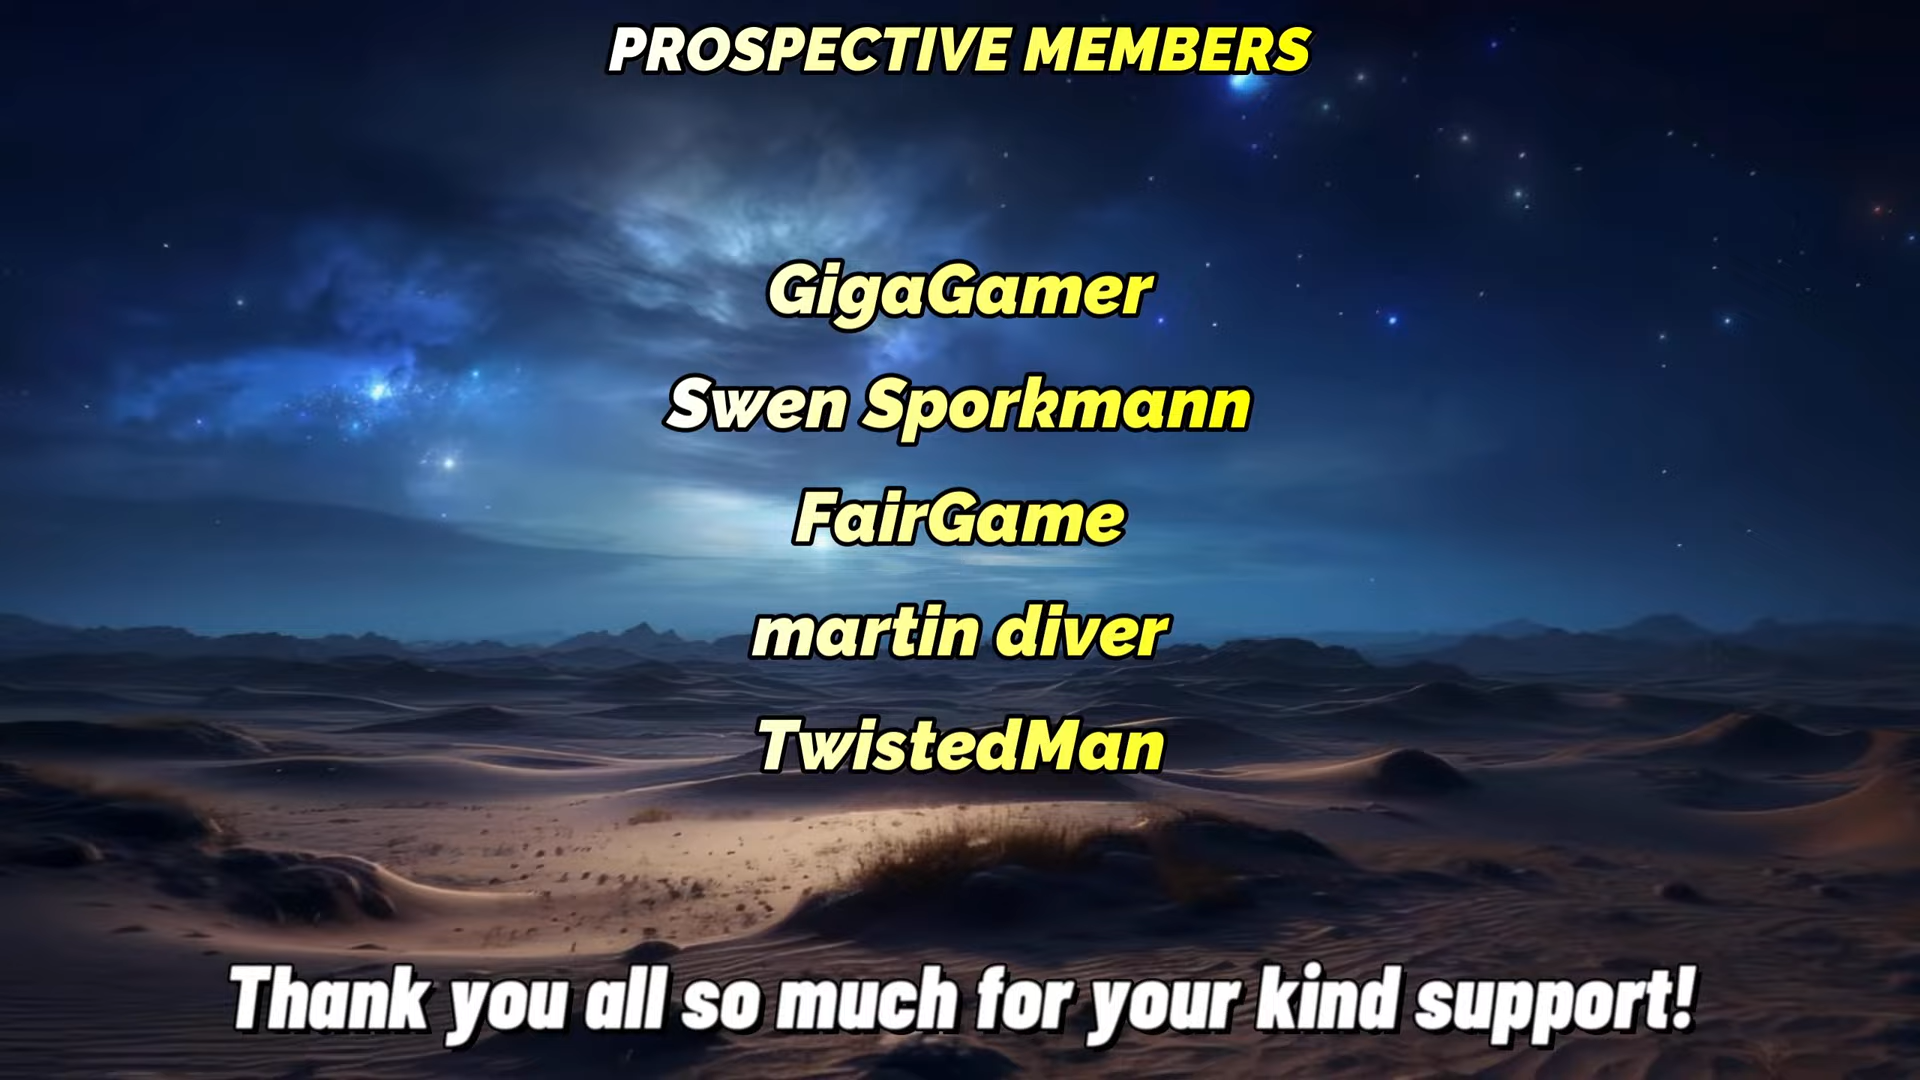 PROSPECTIVE MEMBERS
GigaGamer
Swen Sporkmann
FairGame
martin diver
TwistedMan
Thank you all so much for your kind support!